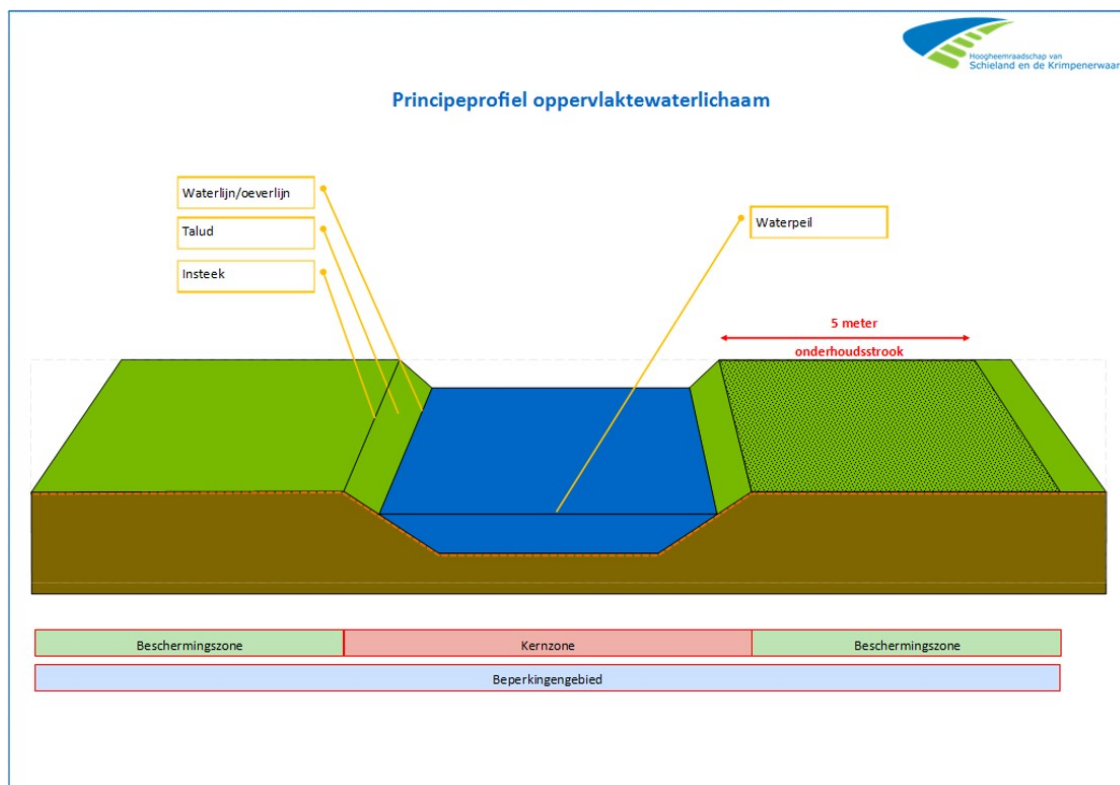 Hoogheemraadschap van
Schieland en de Krimpenerwaar
Principeprofiel oppervlaktewaterlichaam
Waterlijn/oeverlijn
Talud
Insteek
Waterpeil
5 meter
onderhoudsstrook
Beschermingszone
Kernzone
Beschermingszone
Beperkingengebied